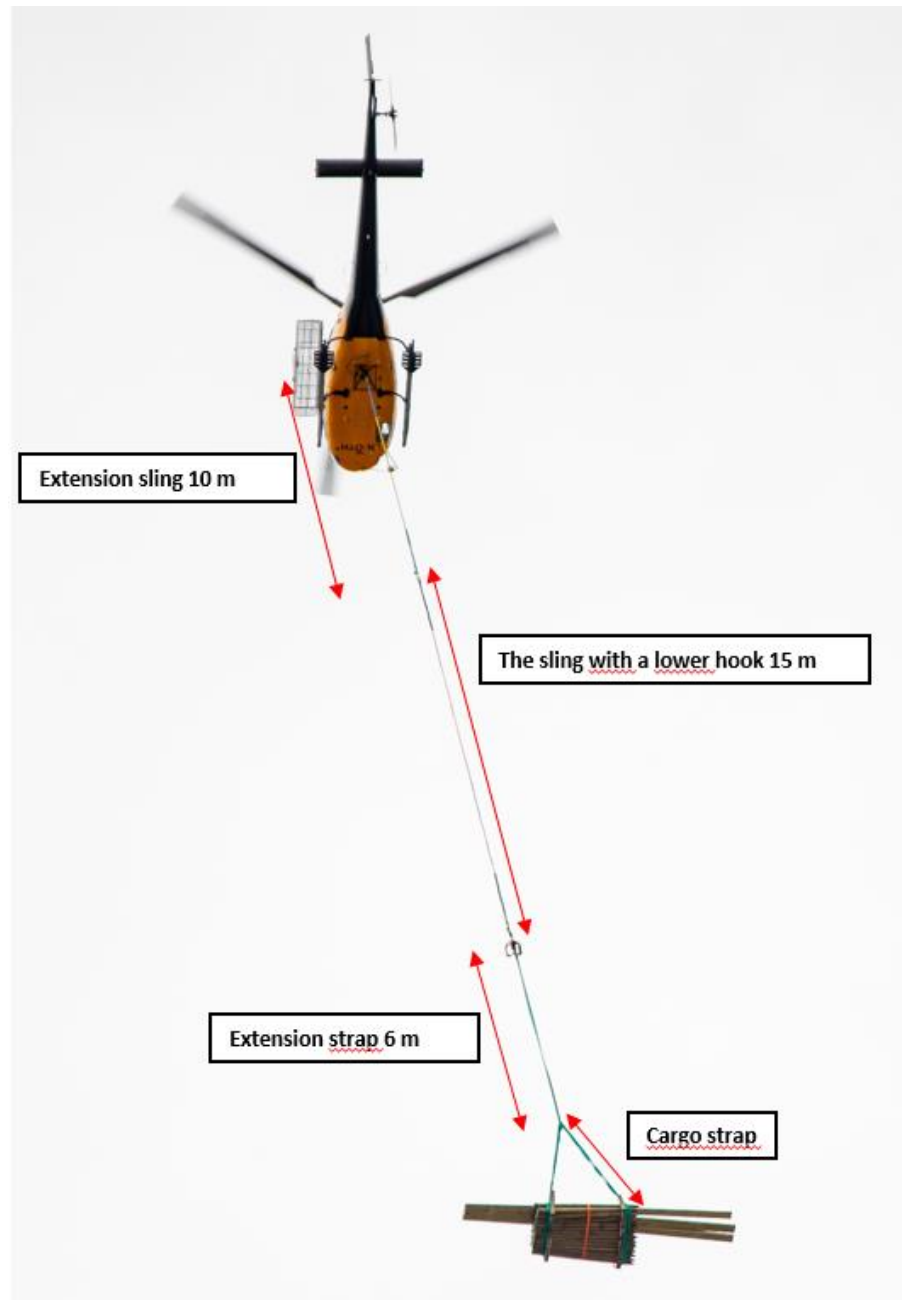 Extension sling 10 m
The sling with a lower hook 15 m
Extension strap 6 m
Cargo strap